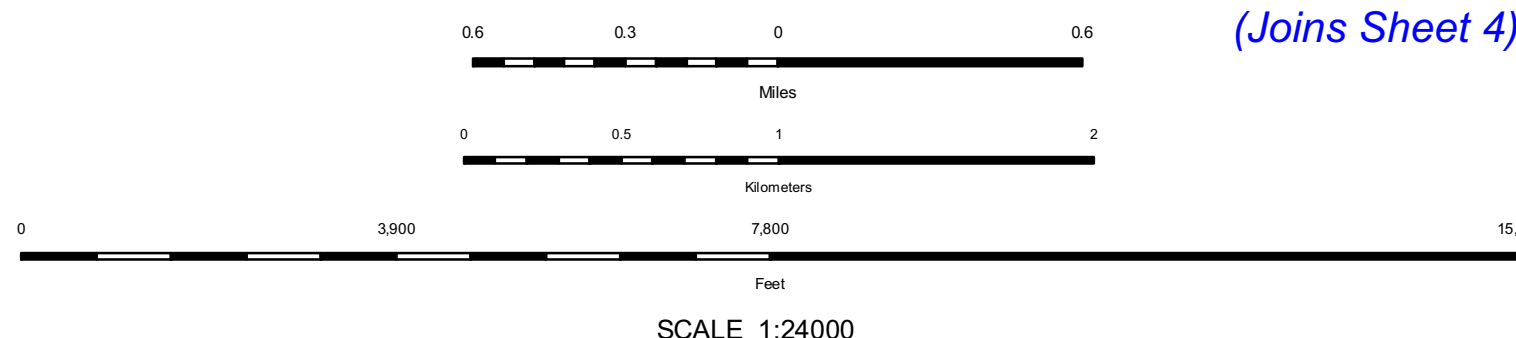 (Joins Sheet 4)
0.6 0.3 0 0.6
Miles
0 0.5 1 2
Kilometers
0 3,900 7,800 15,
Feet
SCALE 1:24000